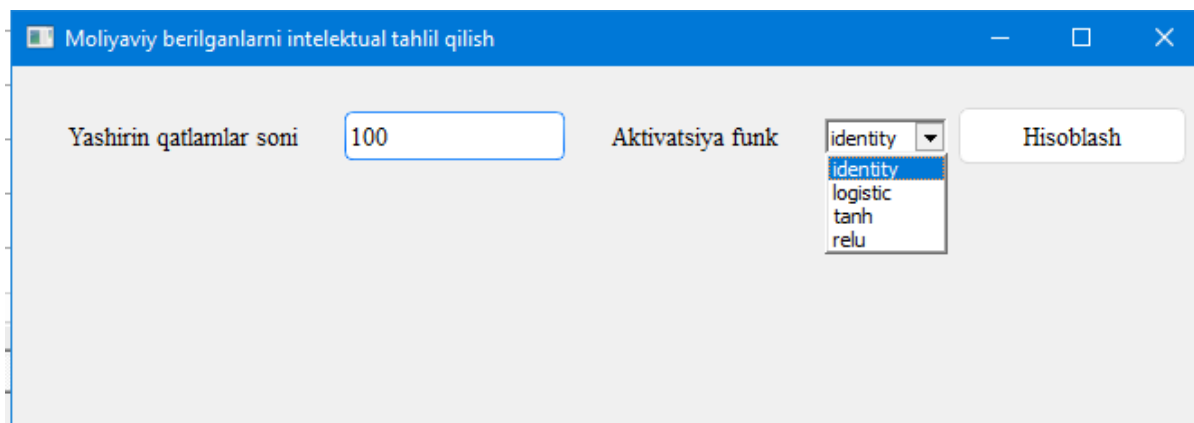 Moliyaviy berilganlarni intelektual tahlil qilish
Yashirin qatlamlar soni 100 Aktivatsiya funk identity Hisoblash
identity
logistic
tanh
relu